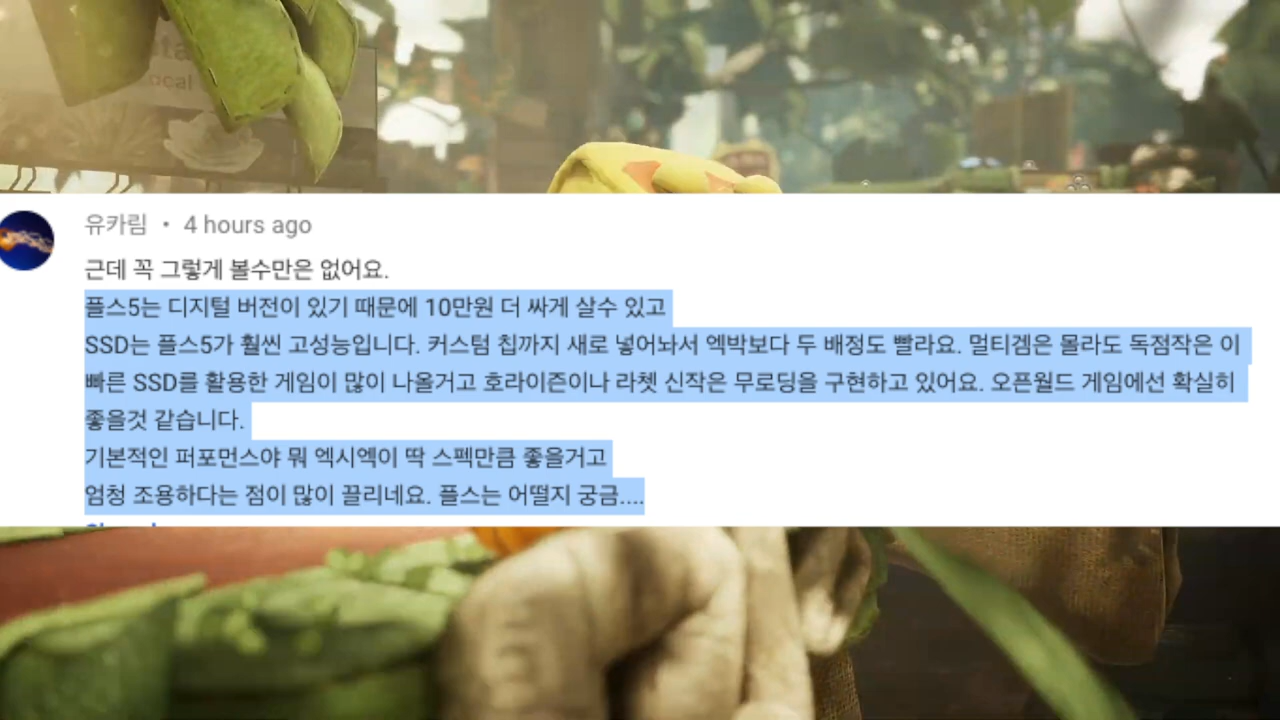 유카림 • 4 hours ago
근데 꼭 그렇게 볼수만은 없어요.
플스5는 디지털 버전이 있기 때문에 10만원 더 싸게 살수 있고
SSD는 플스5가 훨씬 고성능입니다. 커스텀 칩까지 새로 넣어놔서 엑박보다 두 배정도 빨라요. 멀티겜은 몰라도 독점작은 이
빠른 SSD를 활용한 게임이 많이 나올거고 호라이즌이나 라쳇 신작은 무로딩을 구현하고 있어요. 오픈월드 게임에선 확실히
좋을것 같습니다.
기본적인 퍼포먼스야 뭐 엑시엑이 딱 스펙만큼 좋을거고
엄청 조용하다는 점이 많이 끌리네요. 플스는 어떨지 궁금....